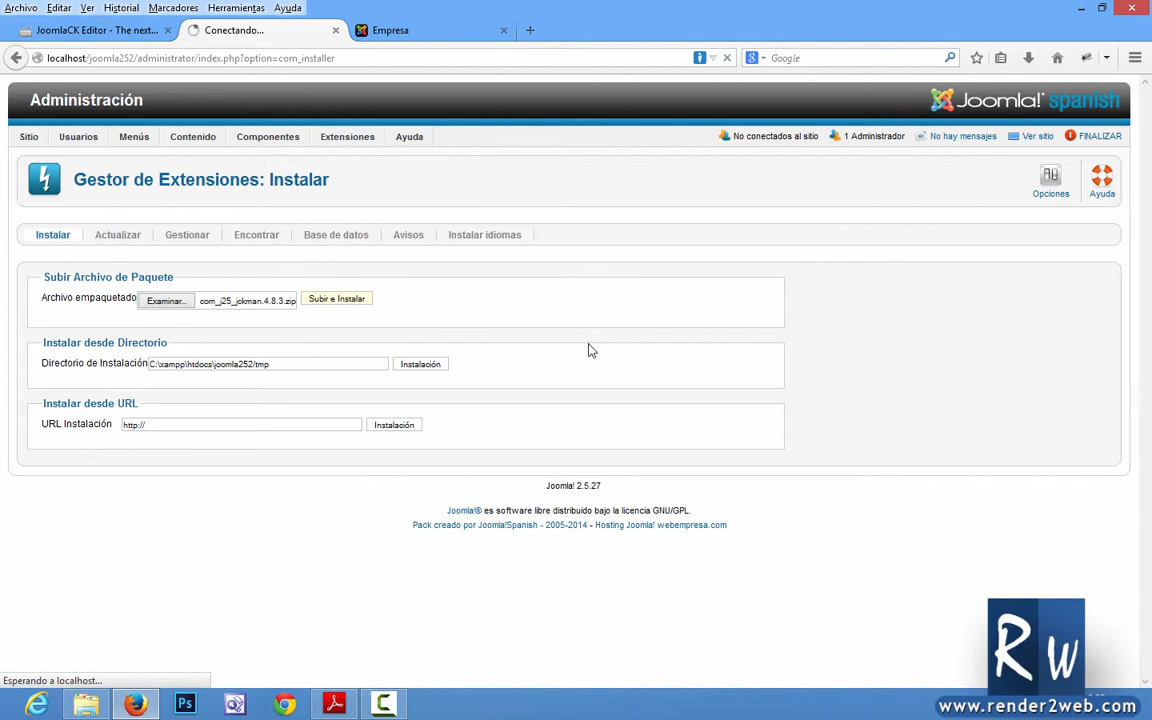 Archivo Editar Ver Historial Marcadores Herramientas Ayuda
JoomlaCK Editor - The next... Conectando... Empresa
localhost/joomla252/administrator/index.php?option=com_installer Google
Administración Joomla! spanish
Sitio Usuarios Menús Contenido Componentes Extensiones Ayuda No conectados al sitio 1 Administrador No hay mensajes Ver sitio FINALIZAR
Gestor de Extensiones: Instalar Opciones Ayuda
Instalar Actualizar Gestionar Encontrar Base de datos Avisos Instalar idiomas
Subir Archivo de Paquete
Archivo empaquetado Examinar... com_j25_jckman.4.8.3.zip Subir e Instalar
Instalar desde Directorio
Directorio de Instalación C:\xampp\htdocs\joomla252/tmp Instalación
Instalar desde URL
URL Instalación http:// Instalación
Joomla! 2.5.27
Joomla!® es software libre distribuido bajo la licencia GNU/GPL.
Pack creado por Joomla!Spanish - 2005-2014 - Hosting Joomla! webempresa.com
Rw
Esperando a localhost...
Ps
www.render2web.com